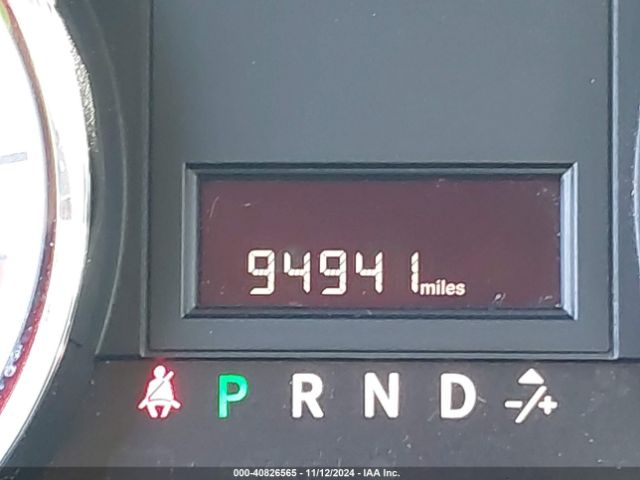 94941 miles
P R N D -/+
000-40826565 - 11/12/2024 - IAA Inc.